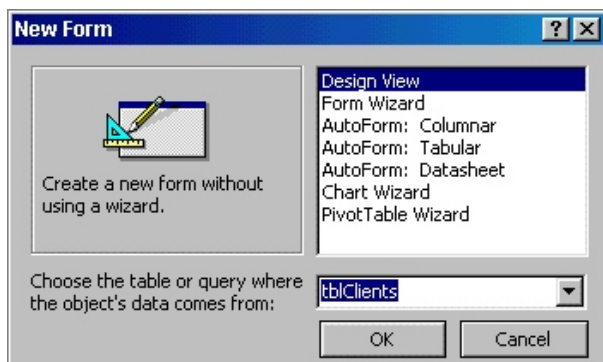 New Form
Design View
Form Wizard
AutoForm: Columnar
AutoForm: Tabular
AutoForm: Datasheet
Chart Wizard
PivotTable Wizard
Create a new form without
using a wizard.
Choose the table or query where
the object's data comes from:
tblClients
OK
Cancel